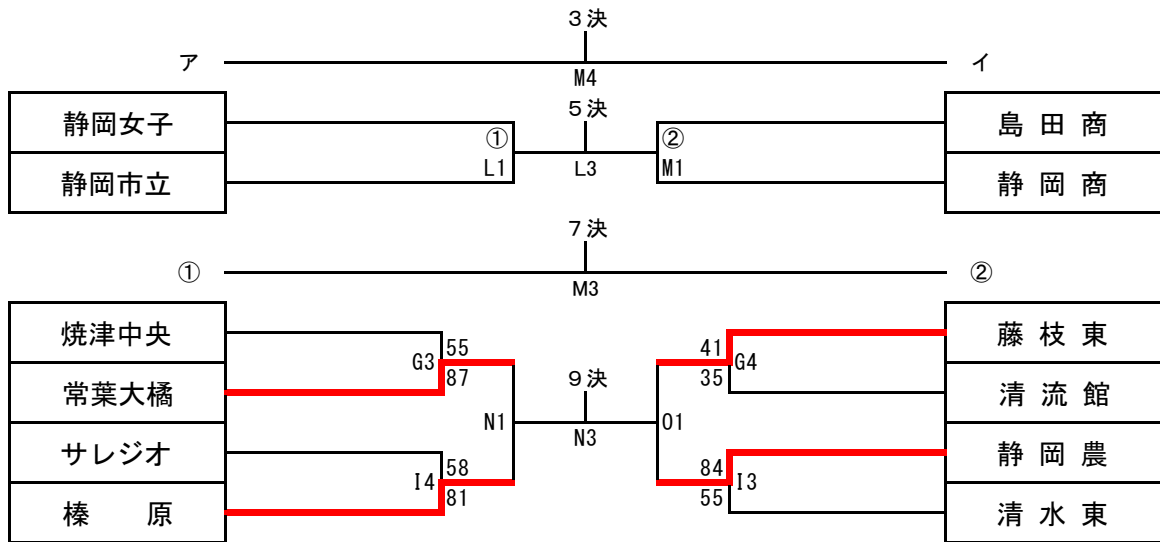 3決
ア イ
M4
静岡女子 5決 島田商
① ②
L1 L3 M1
静岡市立 静岡商
7決
① ②
M3
焼津中央 藤枝東
55 41
G3 G4
87 35
常葉大橘 9決 清流館
N1 N3 O1
サレジオ 静岡農
58 84
I4 I3
81 55
榛原 清水東